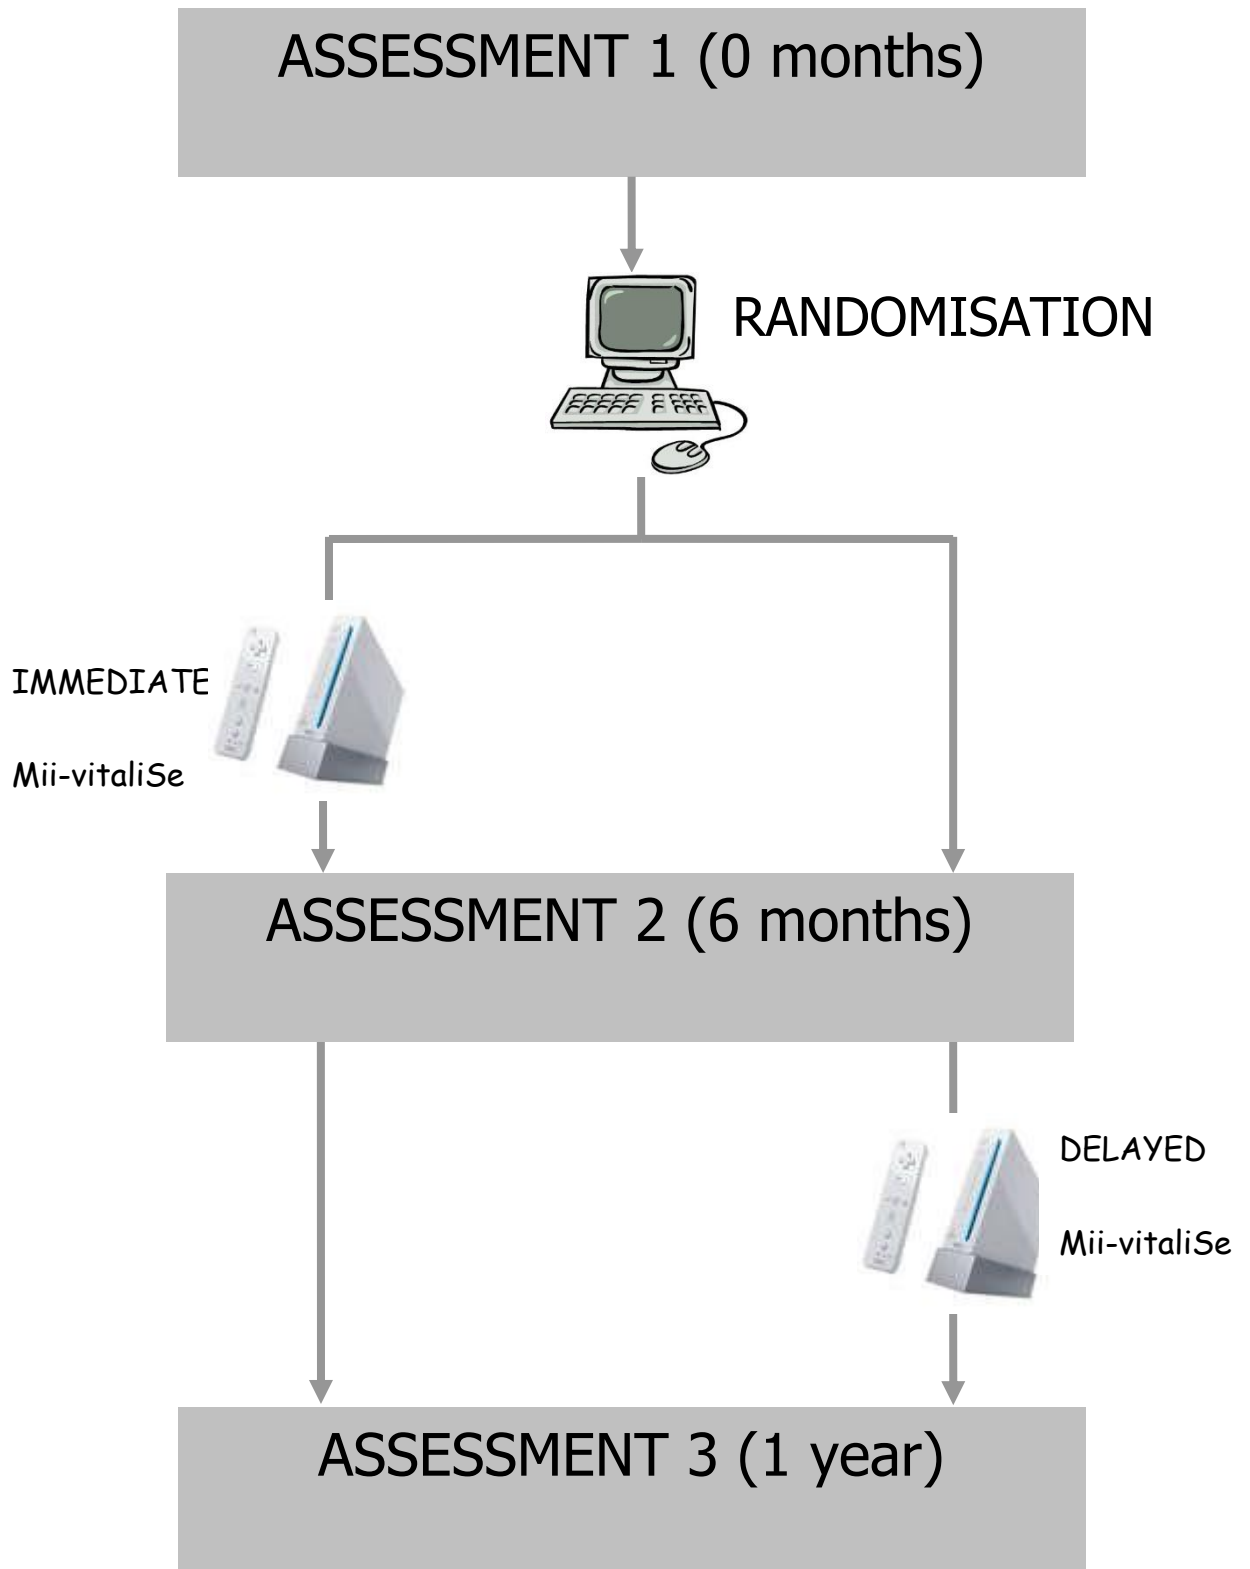 ASSESSMENT 1 (0 months)
RANDOMISATION
IMMEDIATE
Mii-vitaliSe
ASSESSMENT 2 (6 months)
DELAYED
Mii-vitaliSe
ASSESSMENT 3 (1 year)